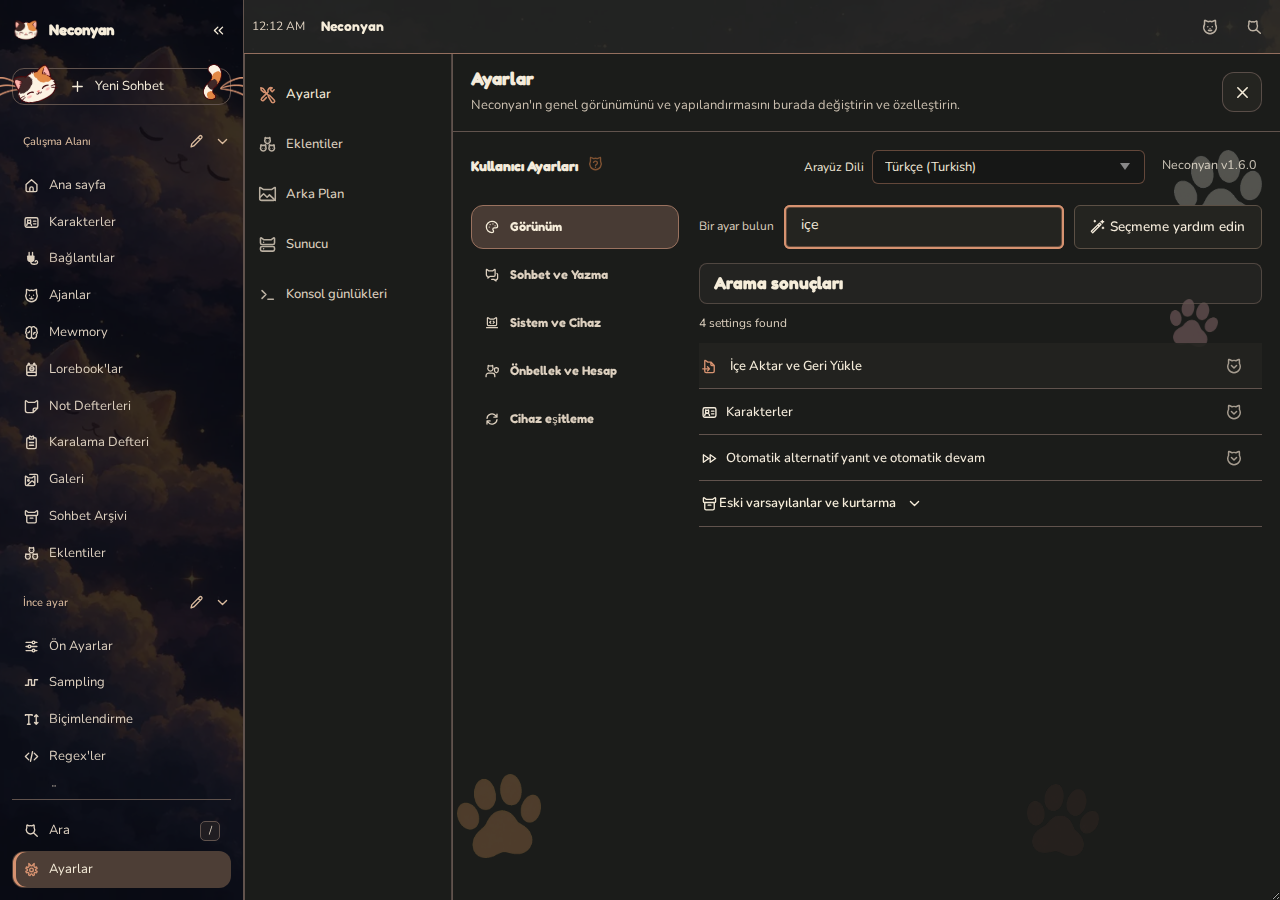 Neconyan
12:12 AM Neconyan
Yeni Sohbet
Çalışma Alanı
Ana sayfa
Karakterler
Bağlantılar
Ajanlar
Mewmory
Lorebook'lar
Not Defterleri
Karalama Defteri
Galeri
Sohbet Arşivi
Eklentiler
İnce ayar
Ön Ayarlar
Sampling
Biçimlendirme
Regex'ler
Ara /
Ayarlar
Ayarlar
Eklentiler
Arka Plan
Sunucu
Konsol günlükleri
Ayarlar
Neconyan'ın genel görünümünü ve yapılandırmasını burada değiştirin ve özelleştirin.
Kullanıcı Ayarları
Arayüz Dili Türkçe (Turkish) Neconyan v1.6.0
Görünüm
Sohbet ve Yazma
Sistem ve Cihaz
Önbellek ve Hesap
Cihaz eşitleme
Bir ayar bulun içe Seçmeme yardım edin
Arama sonuçları
4 settings found
İçe Aktar ve Geri Yükle
Karakterler
Otomatik alternatif yanıt ve otomatik devam
Eski varsayılanlar ve kurtarma